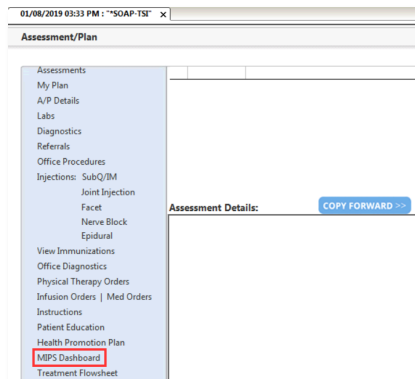 01/08/2019 03:33 PM : "*SOAP-TSI" x
Assessment/Plan
Assessments
My Plan
A/P Details
Labs
Diagnostics
Referrals
Office Procedures
Injections: SubQ/IM
Joint Injection
Facet
Nerve Block
Epidural
View Immunizations
Office Diagnostics
Physical Therapy Orders
Infusion Orders | Med Orders
Instructions
Patient Education
Health Promotion Plan
MIPS Dashboard
Treatment Flowsheet
Assessment Details:
COPY FORWARD >>